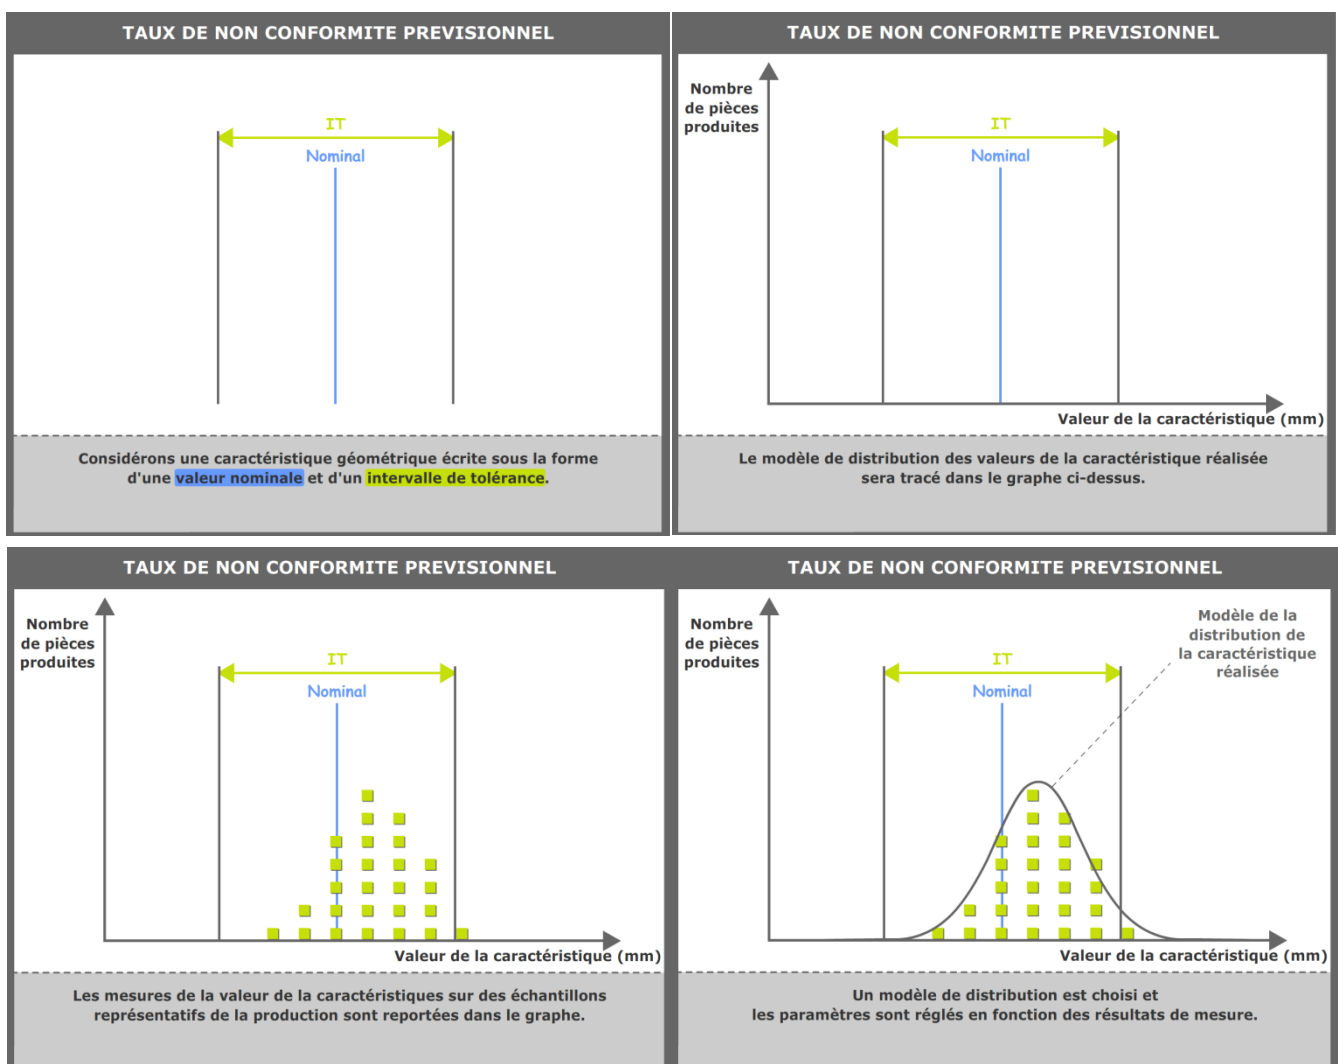 TAUX DE NON CONFORMITE PREVISIONNEL
IT
Nominal
Considérons une caractéristique géométrique écrite sous la forme
d'une valeur nominale et d'un intervalle de tolérance.
TAUX DE NON CONFORMITE PREVISIONNEL
Nombre
de pièces
produites
IT
Nominal
Valeur de la caractéristique (mm)
Le modèle de distribution des valeurs de la caractéristique réalisée
sera tracé dans le graphe ci-dessus.
TAUX DE NON CONFORMITE PREVISIONNEL
Nombre
de pièces
produites
IT
Nominal
Valeur de la caractéristique (mm)
Les mesures de la valeur de la caractéristiques sur des échantillons
représentatifs de la production sont reportées dans le graphe.
TAUX DE NON CONFORMITE PREVISIONNEL
Nombre
de pièces
produites
IT
Nominal
Modèle de la
distribution de
la caractéristique
réalisée
Valeur de la caractéristique (mm)
Un modèle de distribution est choisi et
les paramètres sont réglés en fonction des résultats de mesure.